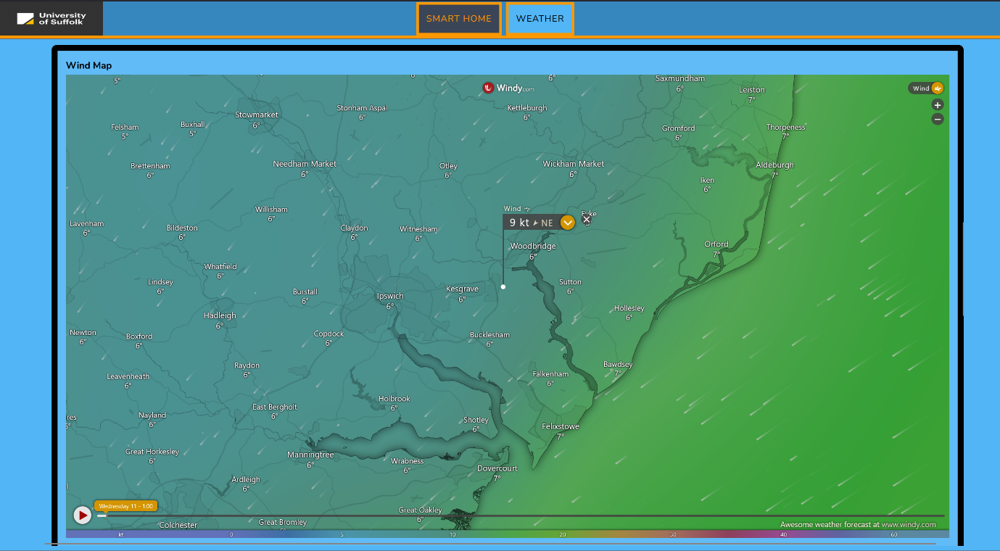 University
of Suffolk
SMART HOME
WEATHER
Wind Map
5°
6°
Saxmundham
6°
Windy.com
Wind
Leiston
7°
Stonham Aspal
6°
Kettleburgh
6°
Stowmarket
6°
Felsham
5°
Buxhall
5°
Gromford
6°
Thorpeness
7°
Brettenham
6°
Needham Market
6°
Otley
6°
Wickham Market
6°
Aldeburgh
7°
Iken
6°
Willisham
6°
Wind
9 kt NE
Lavenham
6°
Bildeston
6°
Claydon
6°
Witnesham
6°
Woodbridge
6°
Orford
7°
Whatfield
6°
Lindsey
6°
Burstall
6°
Ipswich
6°
Kesgrave
6°
Sutton
6°
Hollesley
6°
Hadleigh
6°
Newton
6°
Boxford
6°
Copdock
6°
Bucklesham
6°
Raydon
6°
Bawdsey
7°
Leavenheath
6°
Falkenham
6°
Holbrook
6°
East Bergholt
6°
Nayland
6°
Shotley
6°
Felixstowe
7°
Great Horkesley
6°
Manningtree
6°
Wrabness
6°
Dovercourt
7°
Ardleigh
6°
Wednesday 11 - 1:00
Great Oakley
6°
Colchester
Great Bromley
Awesome weather forecast at www.windy.com
kt 0 5 10 20 30 40 60